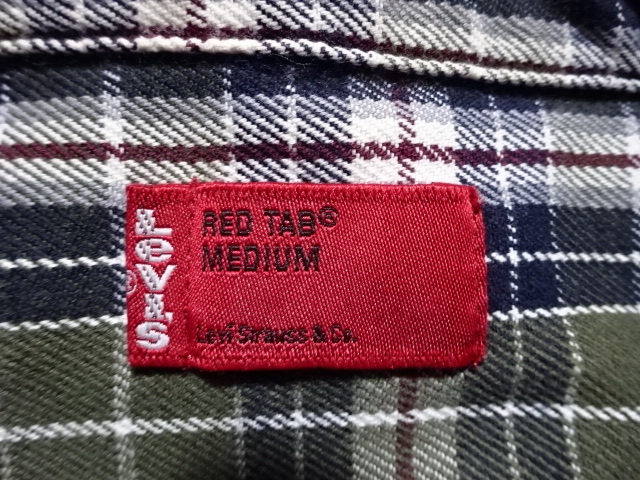 LEVI'S®
RED TAB®
MEDIUM
Levi Strauss & Co.